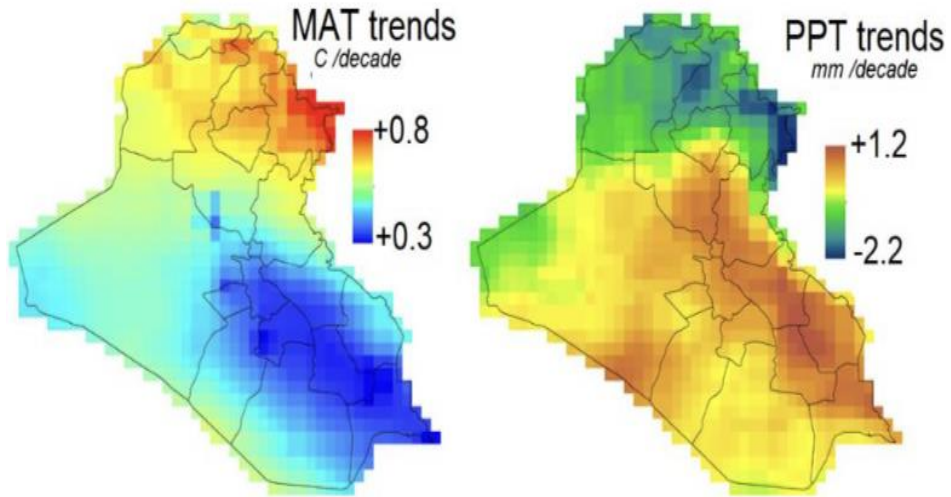 MAT trends
C /decade
+0.8
+0.3
PPT trends
mm /decade
+1.2
-2.2